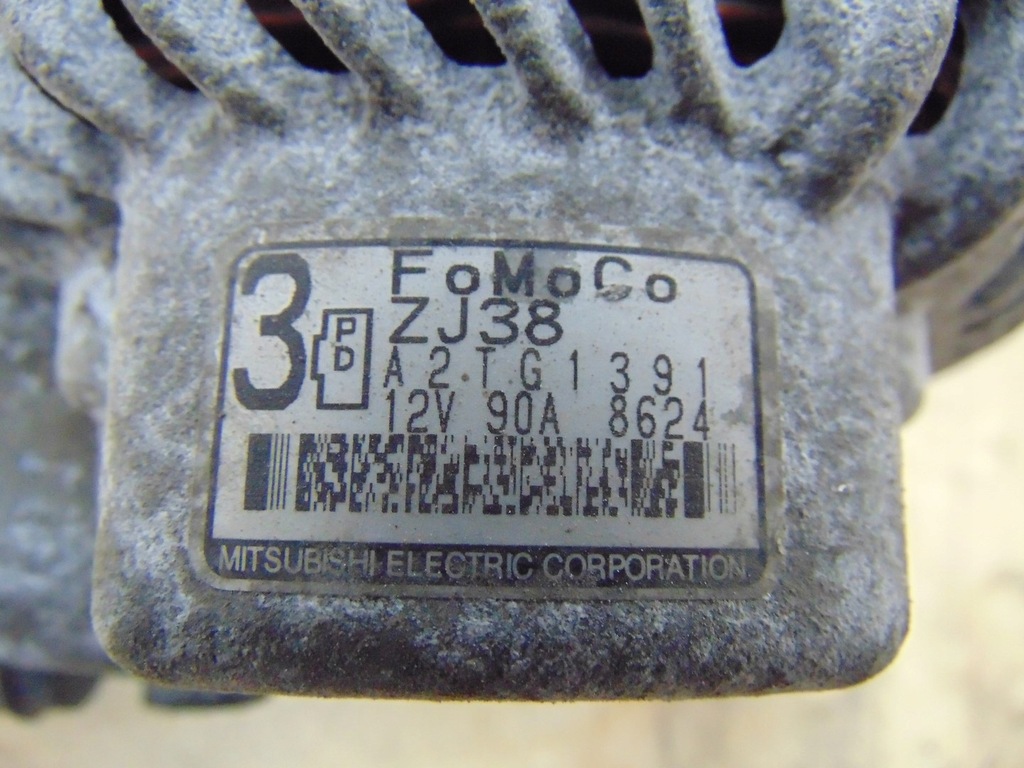 3
P
D
FoMoCo
ZJ38
A2TG1391
12V 90A 8624
MITSUBISHI ELECTRIC CORPORATION